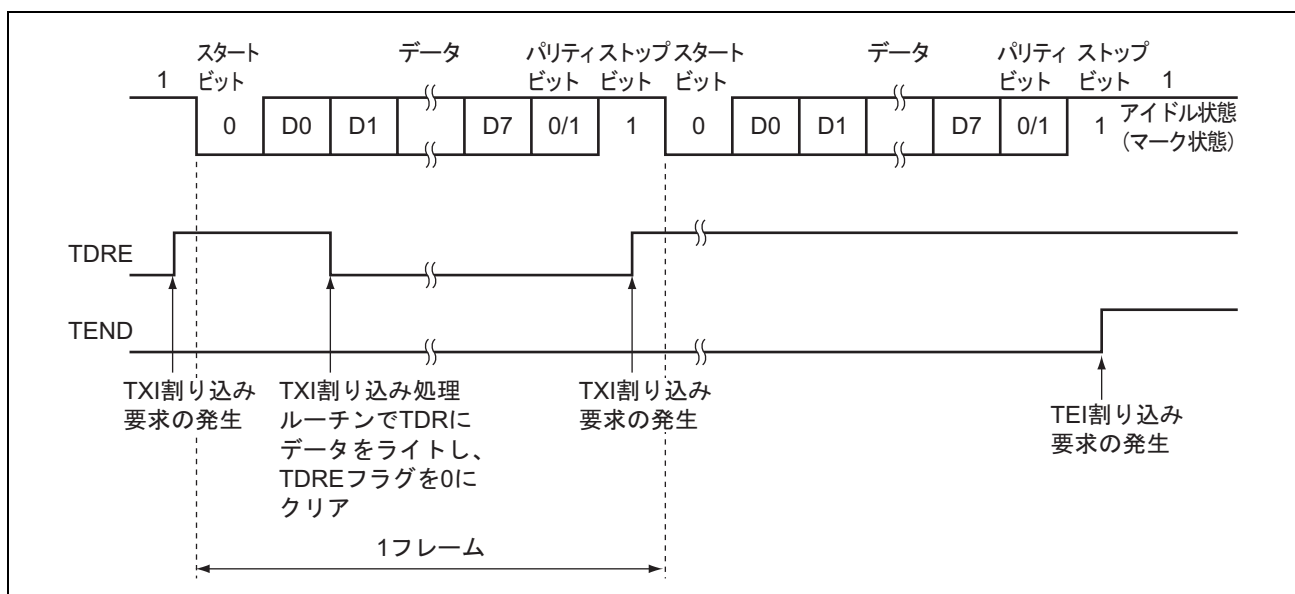 スタート データ パリティ ストップ スタート データ パリティ ストップ
1 ビット ビット ビット ビット ビット ビット 1
0 D0 D1 D7 0/1 1 0 D0 D1 D7 0/1 1 アイドル状態
(マーク状態)
TDRE
TEND
TXI割り込み
要求の発生
TXI割り込み処理
ルーチンでTDRに
データをライトし、
TDREフラグを0に
クリア
TXI割り込み
要求の発生
TEI割り込み
要求の発生
1フレーム